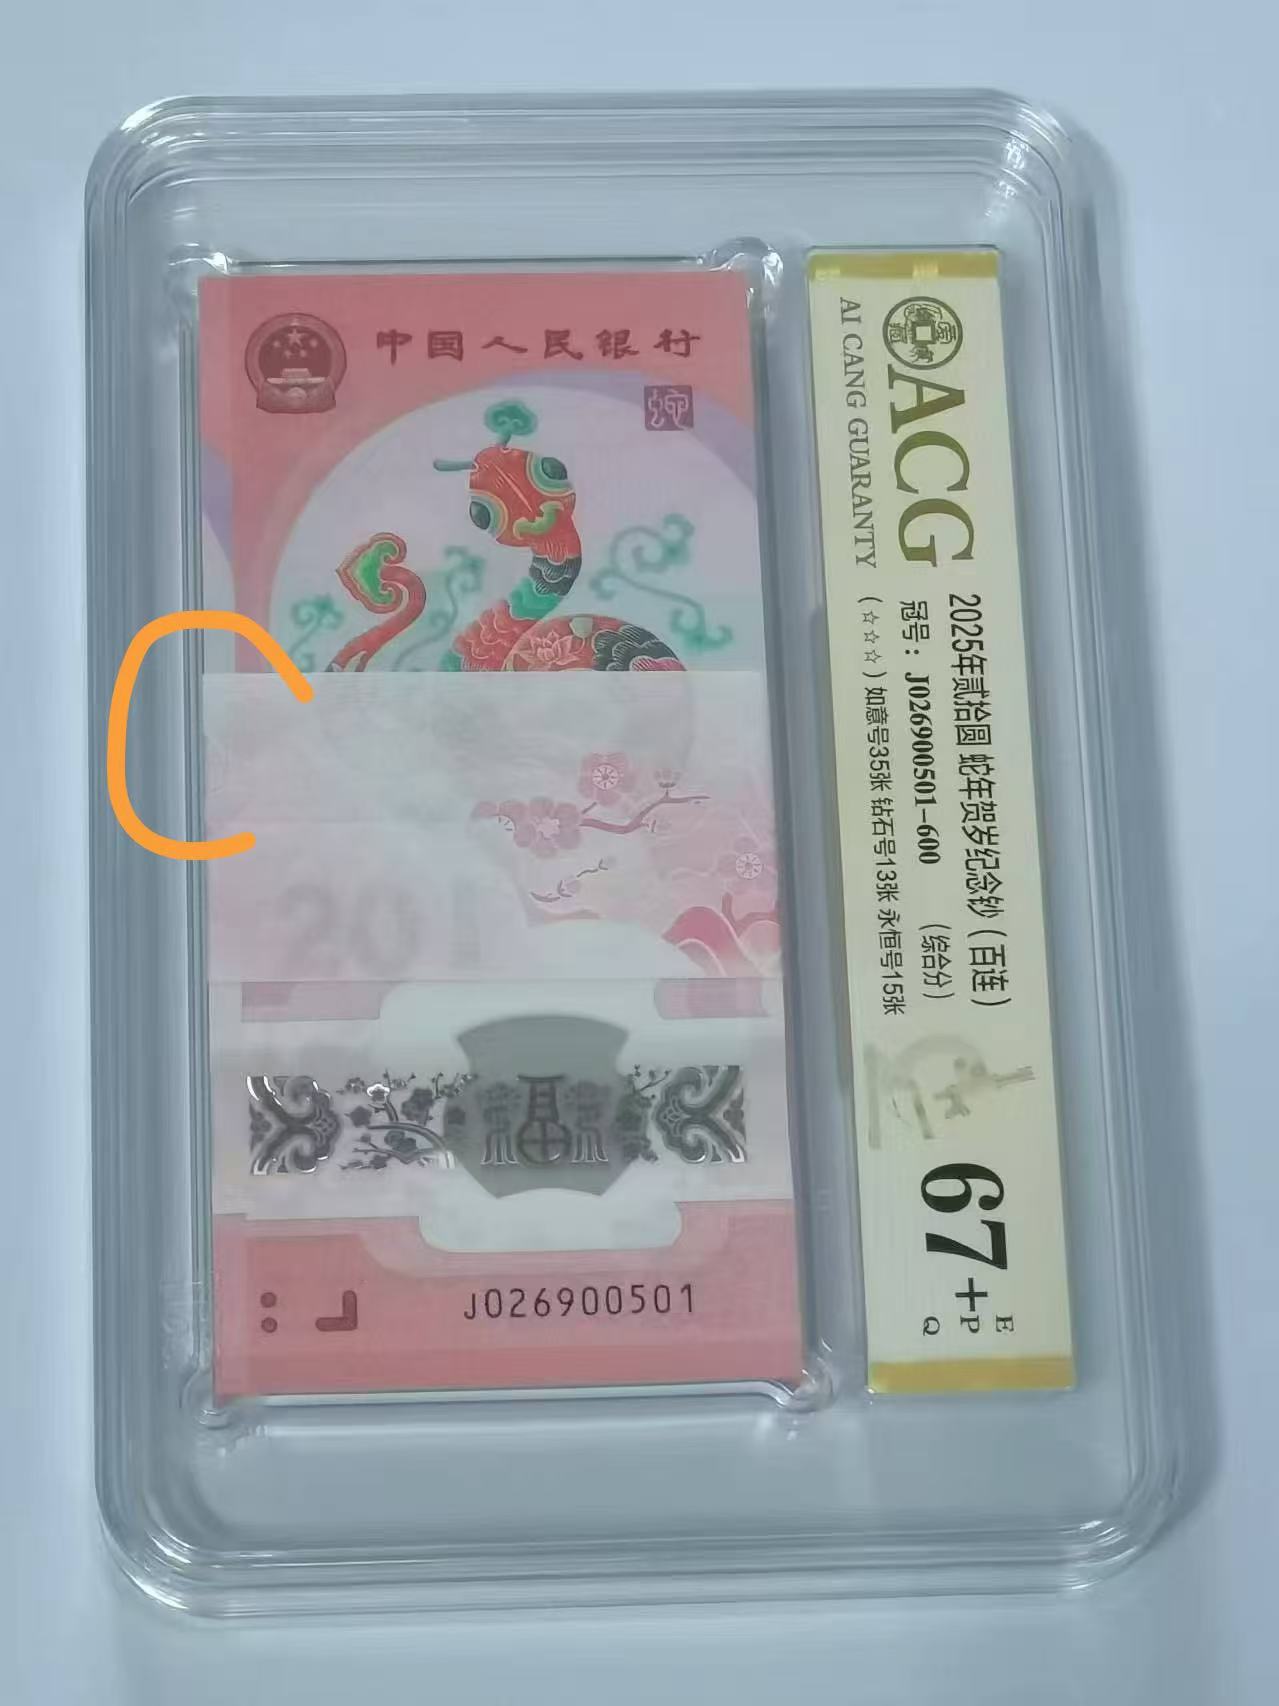 中国人民银行
蛇
20
J026900501
ACG
AI CANG GUARANTY
2025年贰拾圆 蛇年贺岁纪念钞（百连）
冠号：J026900501-600 （综合分）
（☆☆☆）如意号35张 钻石号13张 永恒号15张
67+
E
P
Q